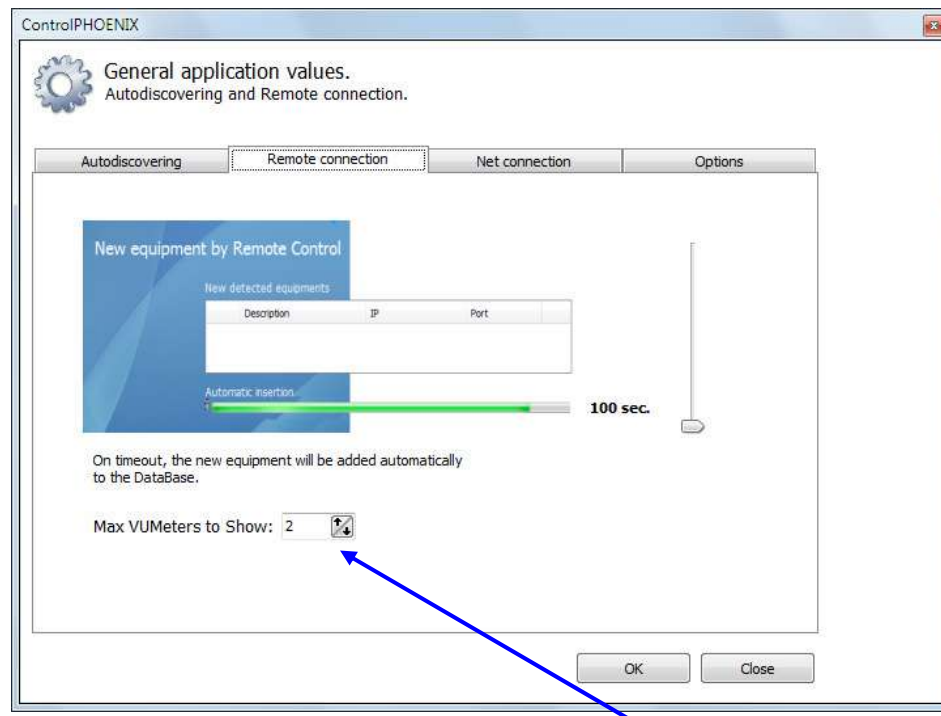 ControlPHOENIX
General application values.
Autodiscovering and Remote connection.
Autodiscovering
Remote connection
Net connection
Options
New equipment by Remote Control
New detected equipments
Description
IP
Port
Automatic insertion
100 sec.
On timeout, the new equipment will be added automatically
to the DataBase.
Max VUMeters to Show: 2
OK
Close